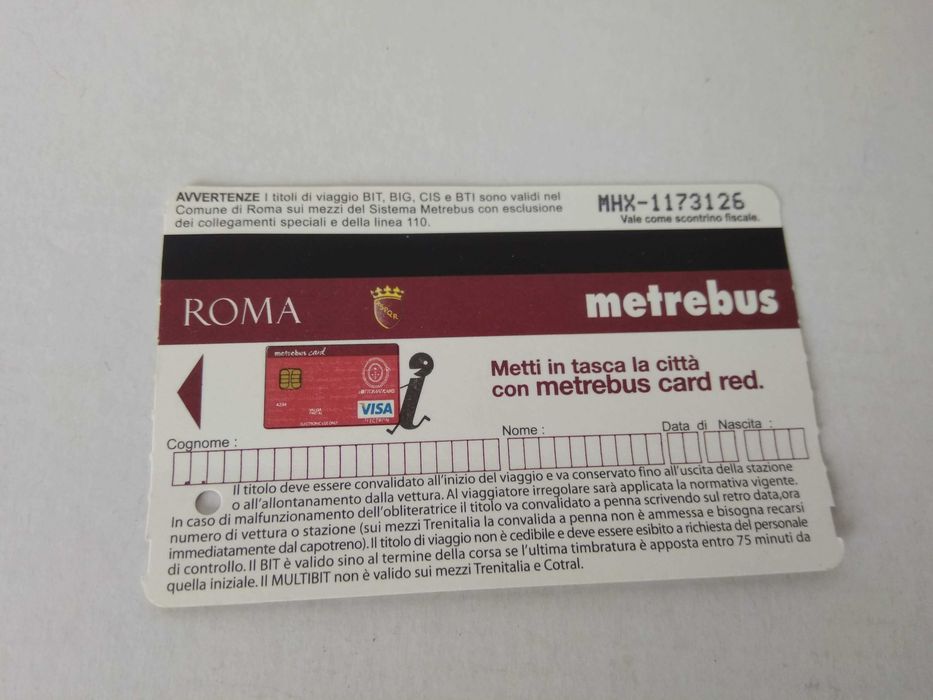 AVVERTENZE I titoli di viaggio BIT, BIG, CIS e BTI sono validi nel
Comune di Roma sui mezzi del Sistema Metrebus con esclusione
dei collegamenti speciali e della linea 110.
MHX-1173126
Vale come scontrino fiscale.
ROMA
SPQR
metrebus
metrebus card
4234
VISA
ELECTRON
ELECTRONIC USE ONLY
Metti in tasca la città
con metrebus card red.
Cognome :
Nome :
Data di Nascita :
Il titolo deve essere convalidato all'inizio del viaggio e va conservato fino all'uscita della stazione
o all'allontanamento dalla vettura. Al viaggiatore irregolare sarà applicata la normativa vigente.
In caso di malfunzionamento dell'obliteratrice il titolo va convalidato a penna scrivendo sul retro data,ora
numero di vettura o stazione (sui mezzi Trenitalia la convalida a penna non è ammessa e bisogna recarsi
immediatamente dal capotreno). Il titolo di viaggio non è cedibile e deve essere esibito a richiesta del personale
di controllo. Il BIT è valido sino al termine della corsa se l'ultima timbratura è apposta entro 75 minuti da
quella iniziale. Il MULTIBIT non è valido sui mezzi Trenitalia e Cotral.